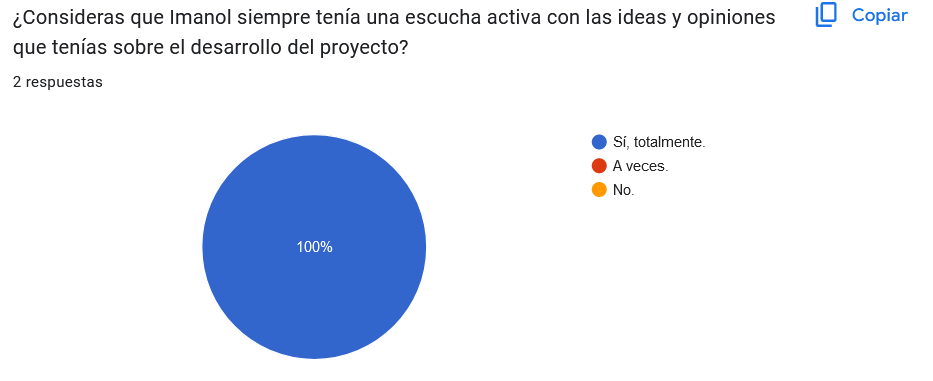 ¿Consideras que Imanol siempre tenía una escucha activa con las ideas y opiniones
que tenías sobre el desarrollo del proyecto?
Copiar
2 respuestas
Sí, totalmente.
A veces.
No.
100%